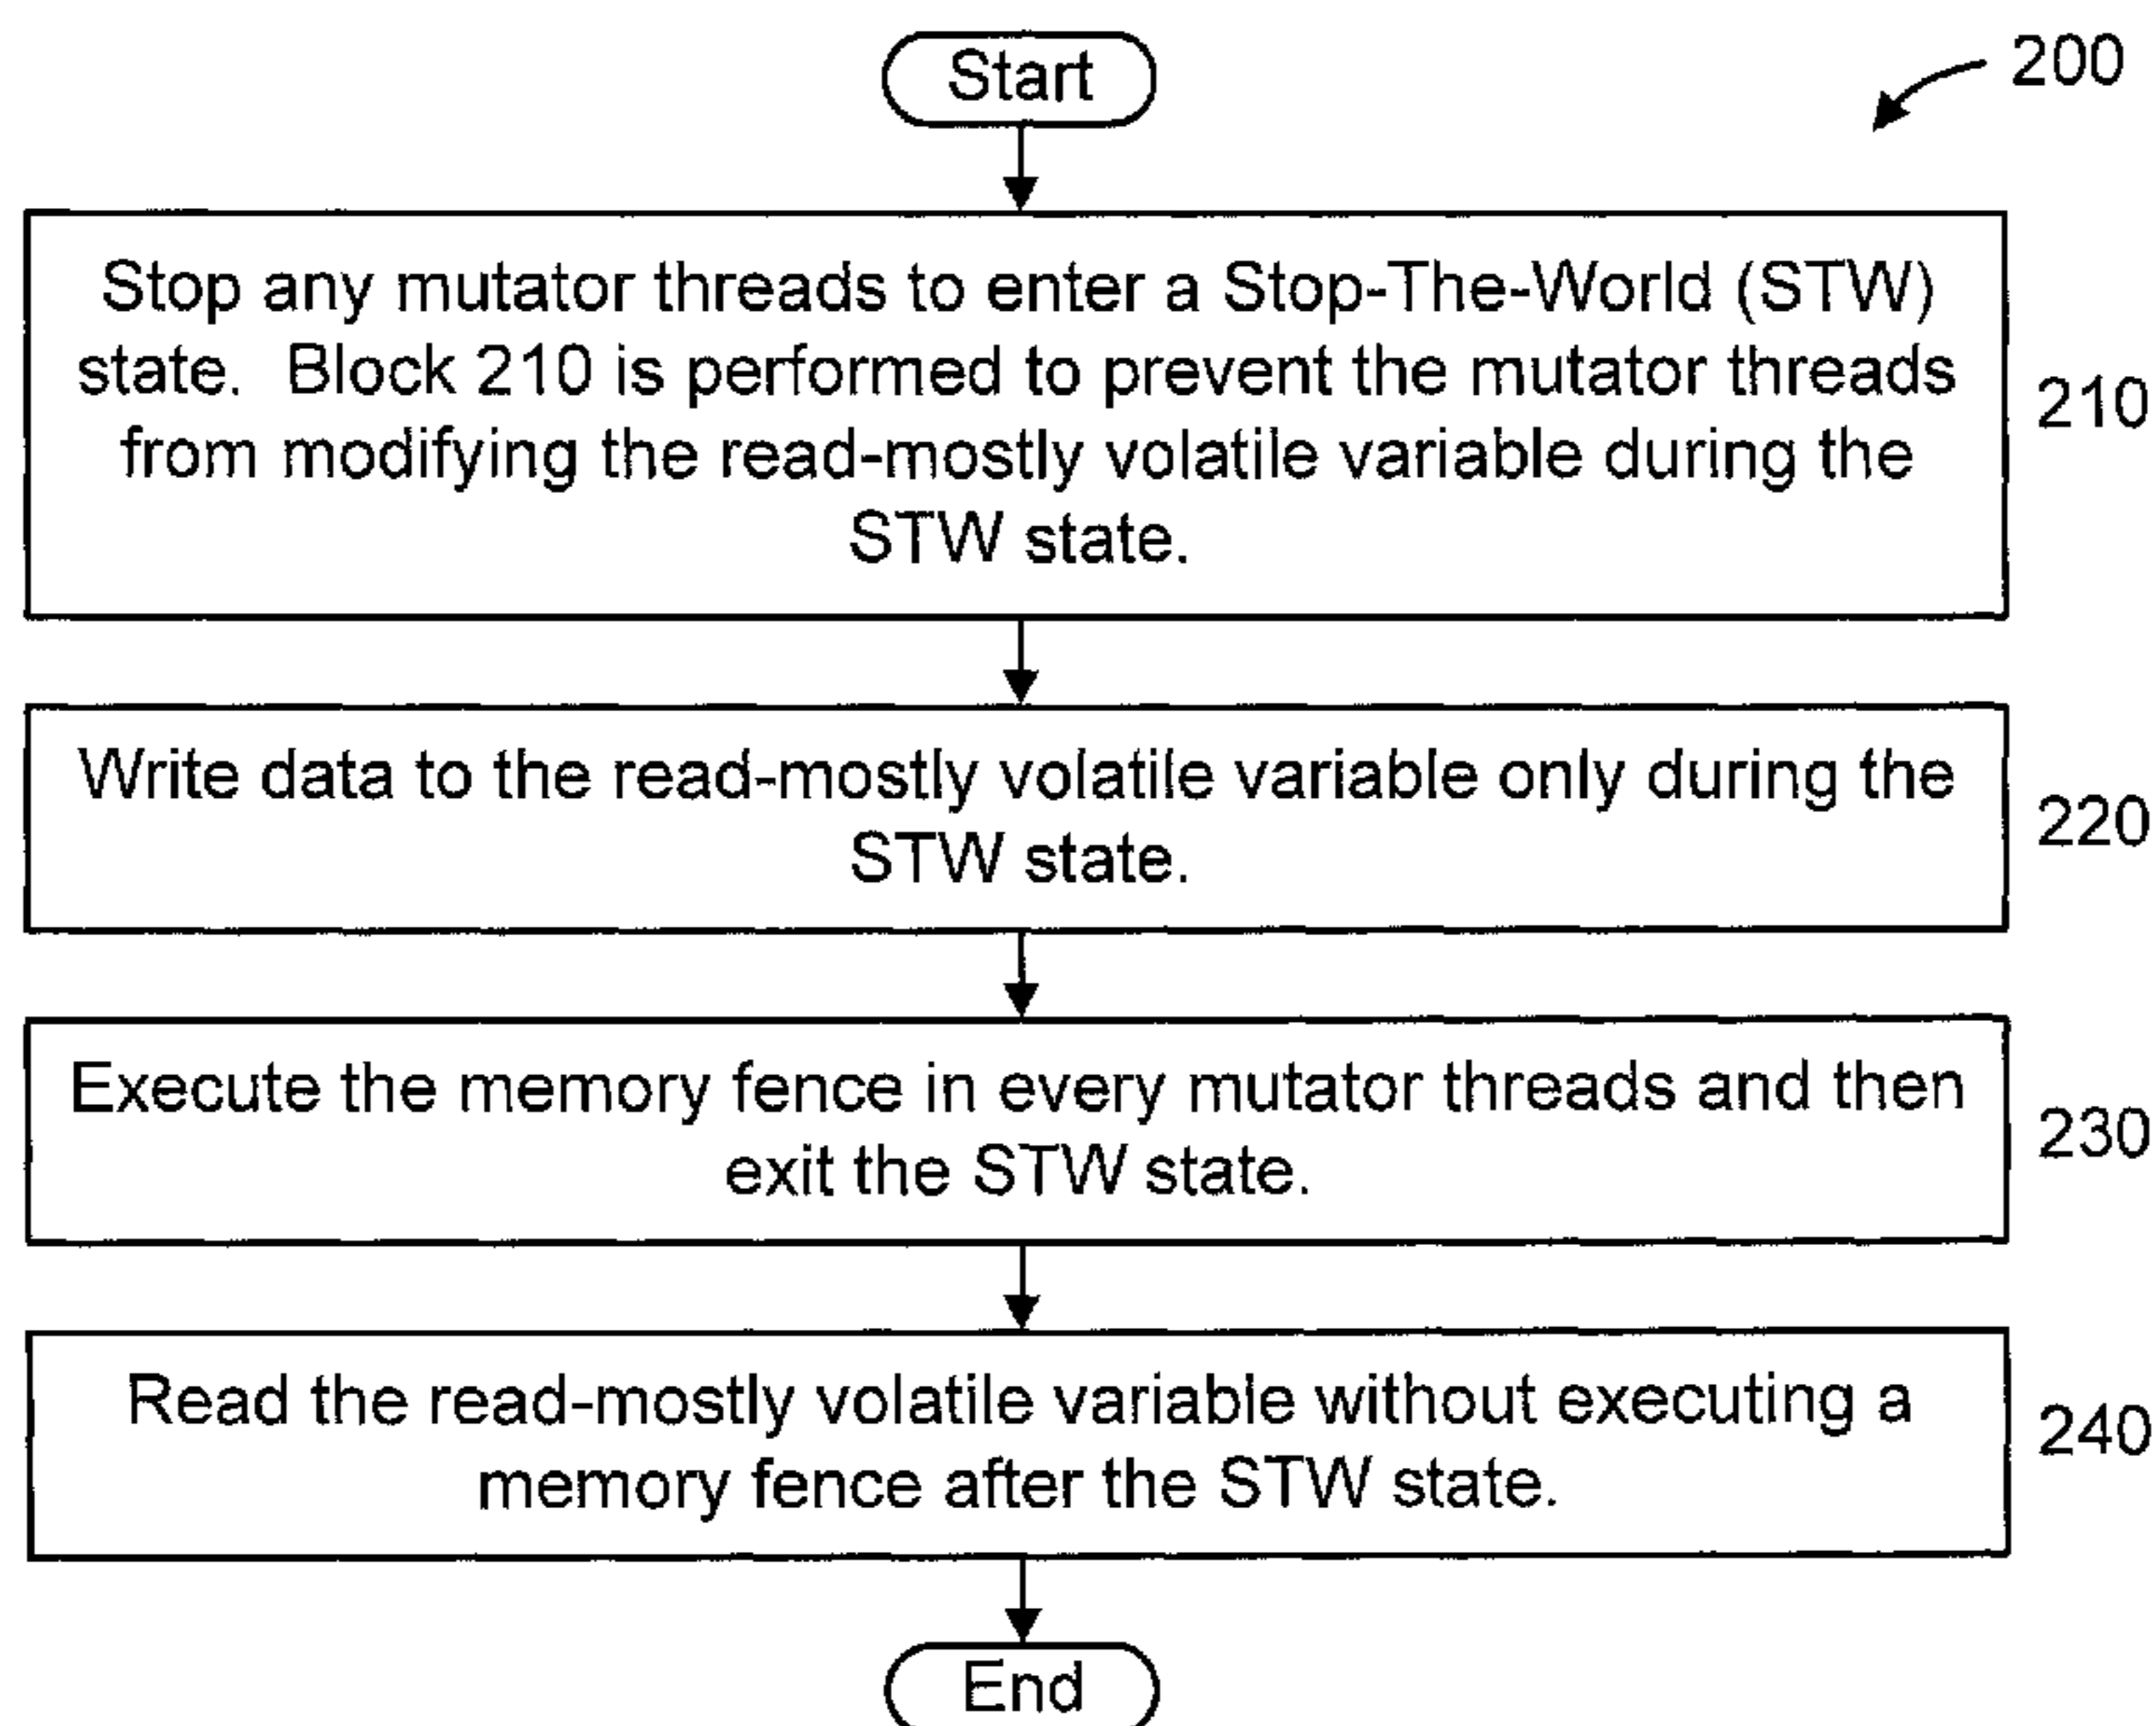 Start
200
Stop any mutator threads to enter a Stop-The-World (STW)
state.  Block 210 is performed to prevent the mutator threads
from modifying the read-mostly volatile variable during the
STW state.
210
Write data to the read-mostly volatile variable only during the
STW state.
220
Execute the memory fence in every mutator threads and then
exit the STW state.
230
Read the read-mostly volatile variable without executing a
memory fence after the STW state.
240
End